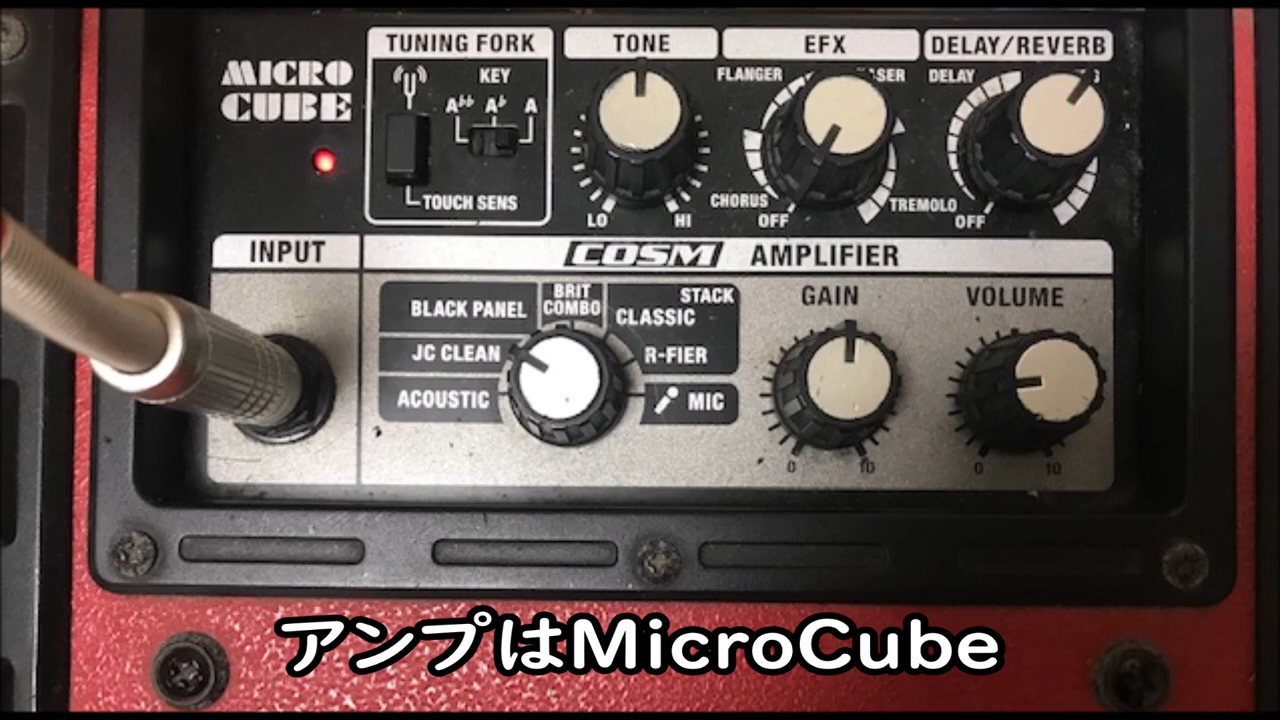 MICRO
CUBE
TUNING FORK
KEY
A♭♭ A♭ A
TOUCH SENS
TONE
LO HI
EFX
FLANGER
CHORUS
OFF
TREMOLO
DELAY/REVERB
DELAY
OFF
INPUT
COSM AMPLIFIER
BLACK PANEL
JC CLEAN
ACOUSTIC
BRIT
COMBO
STACK
CLASSIC
R-FIER
MIC
GAIN
0 10
VOLUME
0 10
アンプはMicroCube